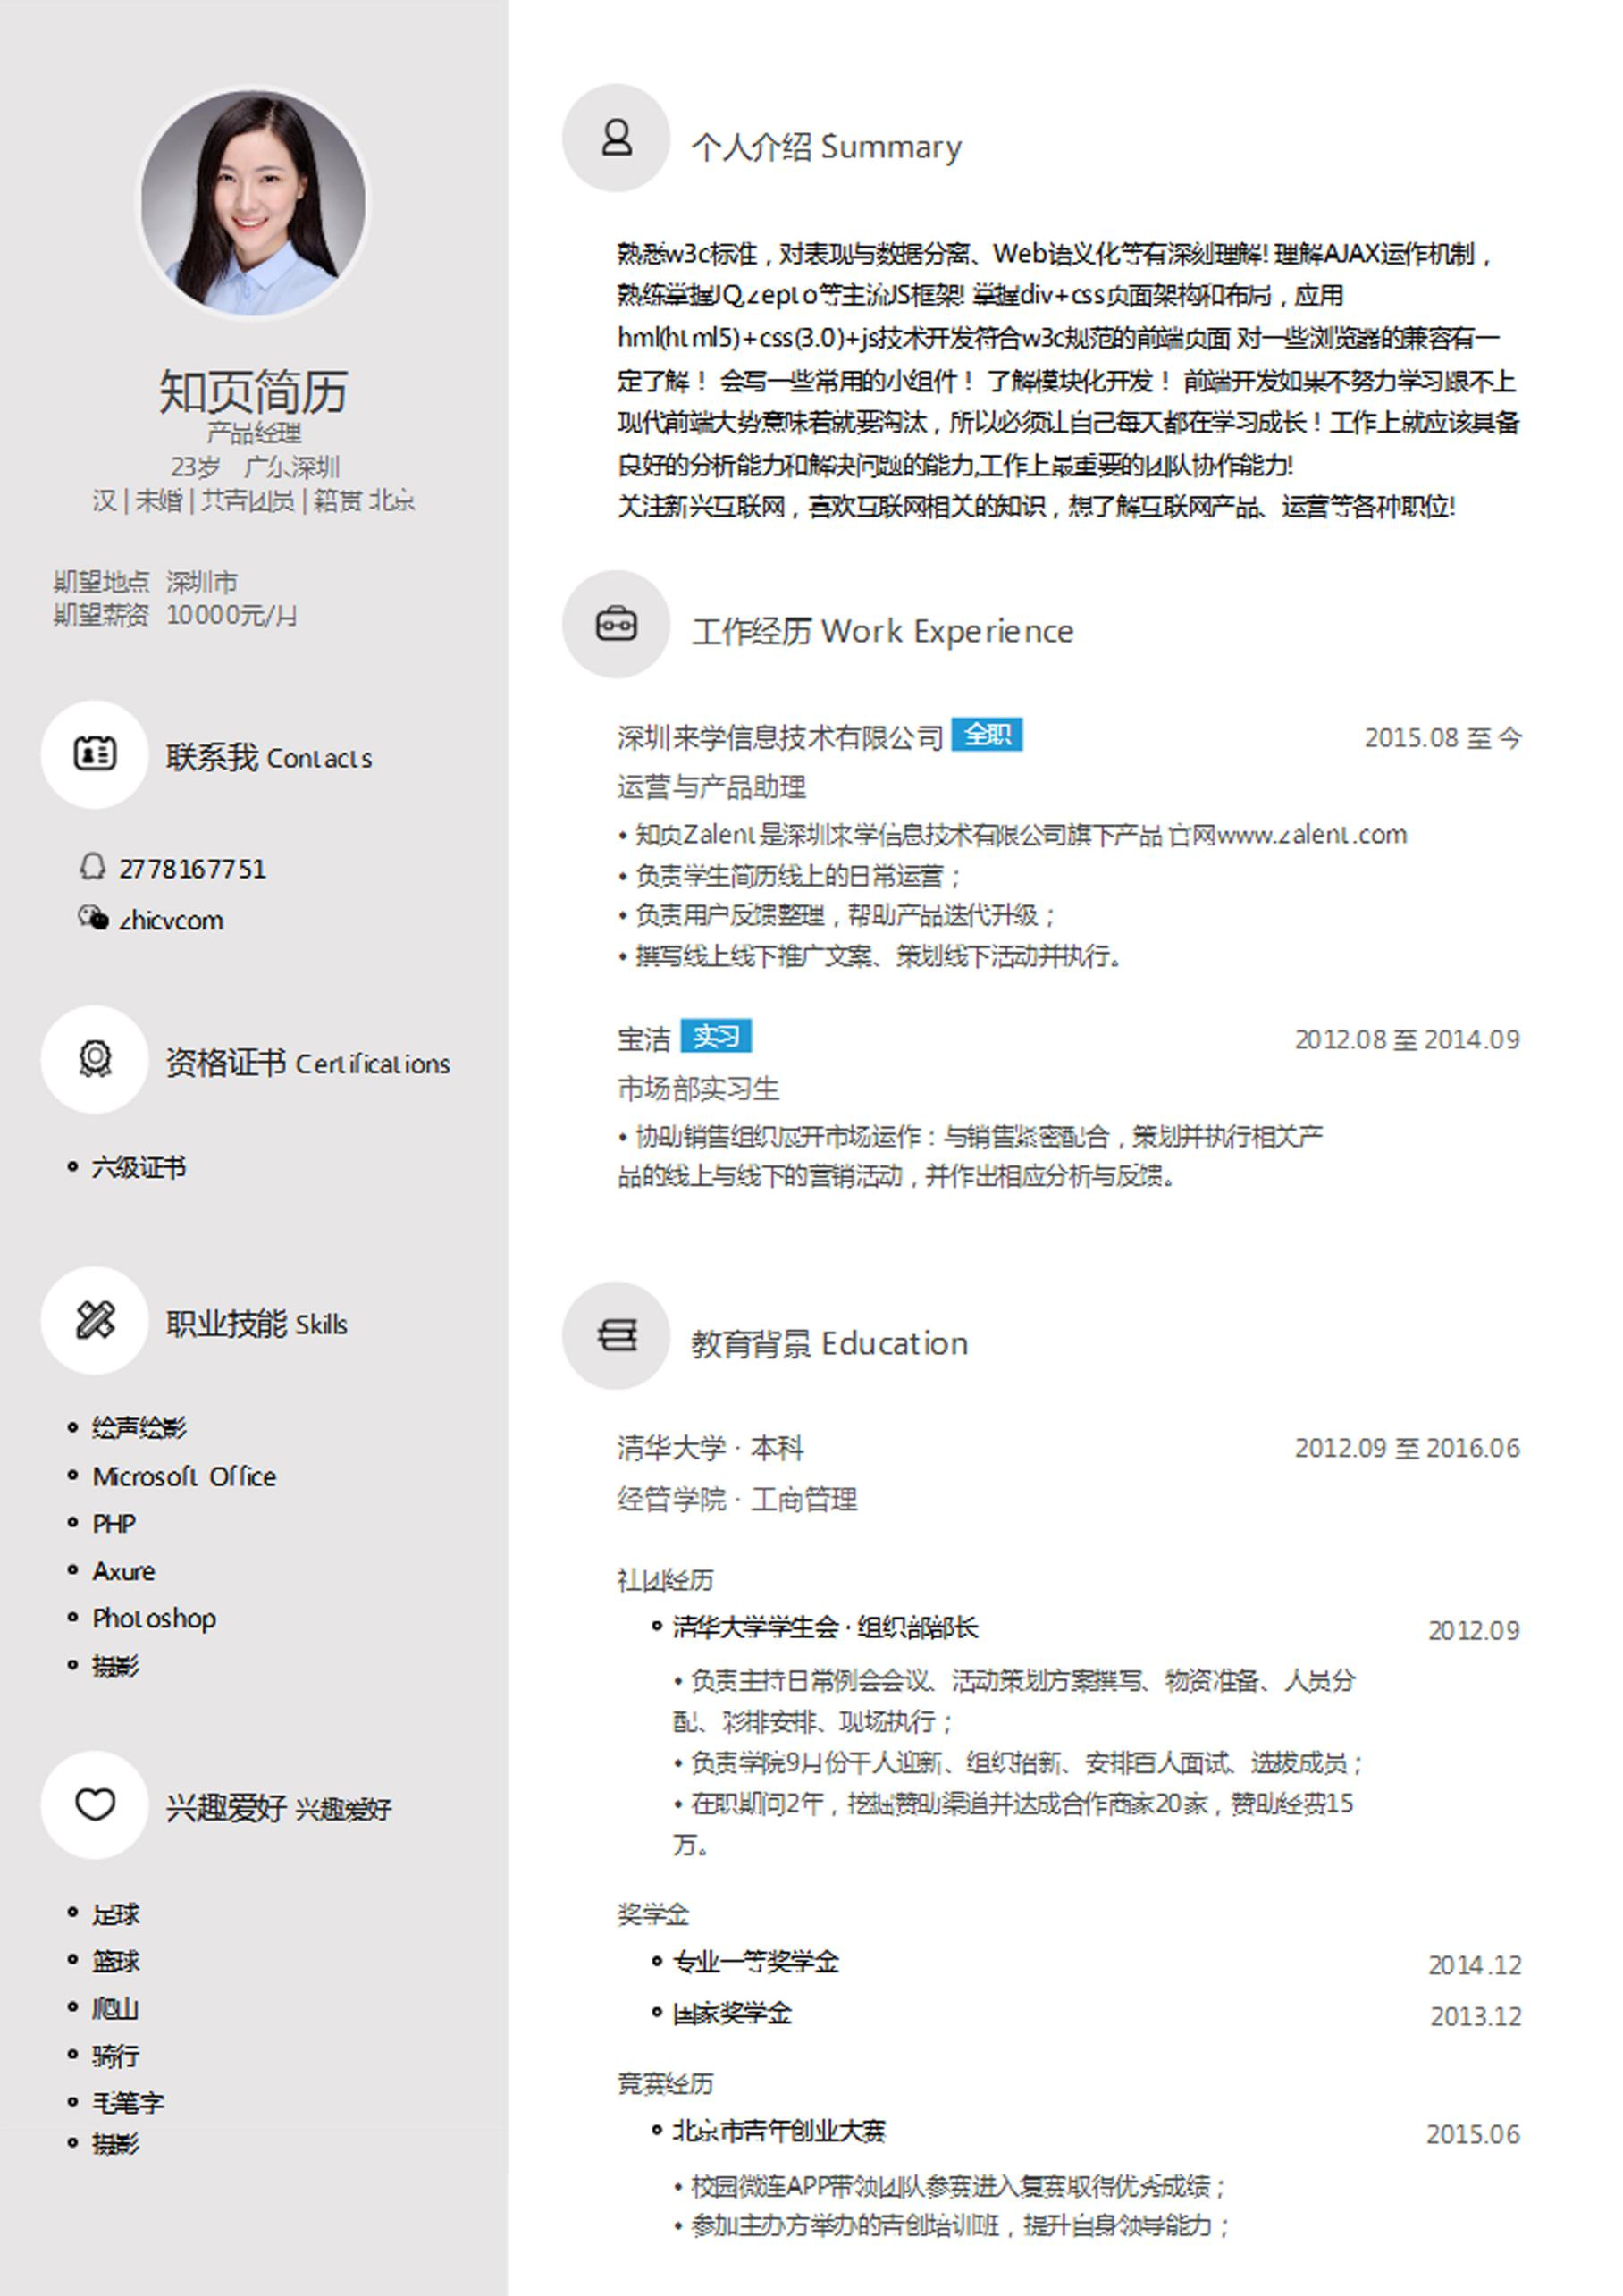 知页简历
产品经理
23岁 广东深圳
汉 | 未婚 | 共青团员 | 籍贯 北京
期望地点 深圳市
期望薪资 10000元/月
联系我 Contacts
2778167751
zhicvcom
资格证书 Certifications
六级证书
职业技能 Skills
绘声绘影
Microsoft Office
PHP
Axure
Photoshop
摄影
兴趣爱好 兴趣爱好
足球
篮球
爬山
骑行
毛笔字
摄影
个人介绍 Summary
熟悉w3c标准，对表现与数据分离、Web语义化等有深刻理解! 理解AJAX运作机制，
熟练掌握JQ,zepto等主流JS框架! 掌握div+css页面架构和布局，应用
hml(html5)+css(3.0)+js技术开发符合w3c规范的前端页面 对一些浏览器的兼容有一
定了解！ 会写一些常用的小组件！ 了解模块化开发！ 前端开发如果不努力学习跟不上
现代前端大势意味着就要淘汰，所以必须让自己每天都在学习成长！工作上就应该具备
良好的分析能力和解决问题的能力,工作上最重要的团队协作能力!
关注新兴互联网，喜欢互联网相关的知识，想了解互联网产品、运营等各种职位!
工作经历 Work Experience
深圳来学信息技术有限公司 全职 2015.08 至 今
运营与产品助理
• 知页Zalent是深圳来学信息技术有限公司旗下产品 官网www.zalent.com
• 负责学生简历线上的日常运营；
• 负责用户反馈整理，帮助产品迭代升级；
• 撰写线上线下推广文案、策划线下活动并执行。
宝洁 实习 2012.08 至 2014.09
市场部实习生
• 协助销售组织展开市场运作：与销售紧密配合，策划并执行相关产
品的线上与线下的营销活动，并作出相应分析与反馈。
教育背景 Education
清华大学 · 本科 2012.09 至 2016.06
经管学院 · 工商管理
社团经历
清华大学学生会 · 组织部部长 2012.09
• 负责主持日常例会会议、活动策划方案撰写、物资准备、人员分
配、彩排安排、现场执行；
• 负责学院9月份千人迎新、组织招新、安排百人面试、选拔成员；
• 在职期间2年，挖掘赞助渠道并达成合作商家20家，赞助经费15
万。
奖学金
专业一等奖学金 2014.12
国家奖学金 2013.12
竞赛经历
北京市青年创业大赛 2015.06
• 校园微连APP带领团队参赛进入复赛取得优秀成绩；
• 参加主办方举办的青创培训班，提升自身领导能力；